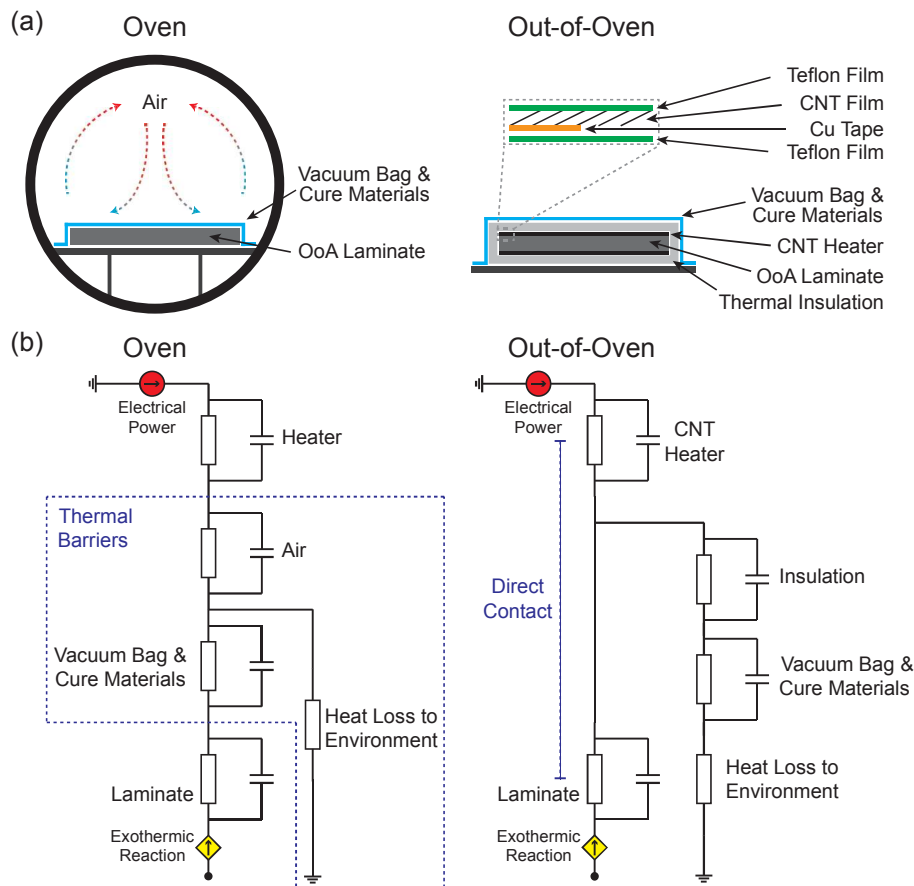 (a)
Oven
Out-of-Oven
Air
Vacuum Bag &
Cure Materials
OoA Laminate
Teflon Film
CNT Film
Cu Tape
Teflon Film
Vacuum Bag &
Cure Materials
CNT Heater
OoA Laminate
Thermal Insulation
(b)
Oven
Out-of-Oven
Electrical
Power
Heater
Thermal
Barriers
Air
Vacuum Bag &
Cure Materials
Heat Loss to
Environment
Laminate
Exothermic
Reaction
Electrical
Power
CNT
Heater
Direct
Contact
Insulation
Vacuum Bag &
Cure Materials
Heat Loss to
Environment
Laminate
Exothermic
Reaction